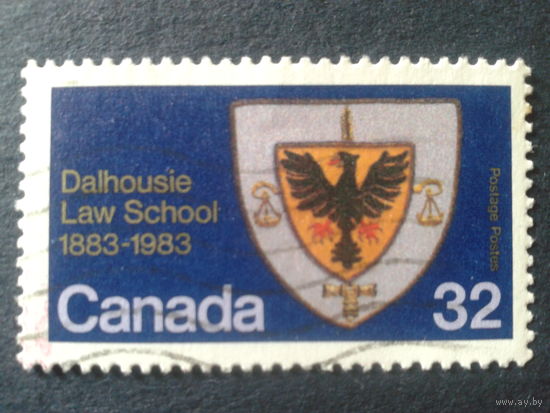 Dalhousie
Law School
1883-1983
Postage Postes
Canada
32
www.ay.by